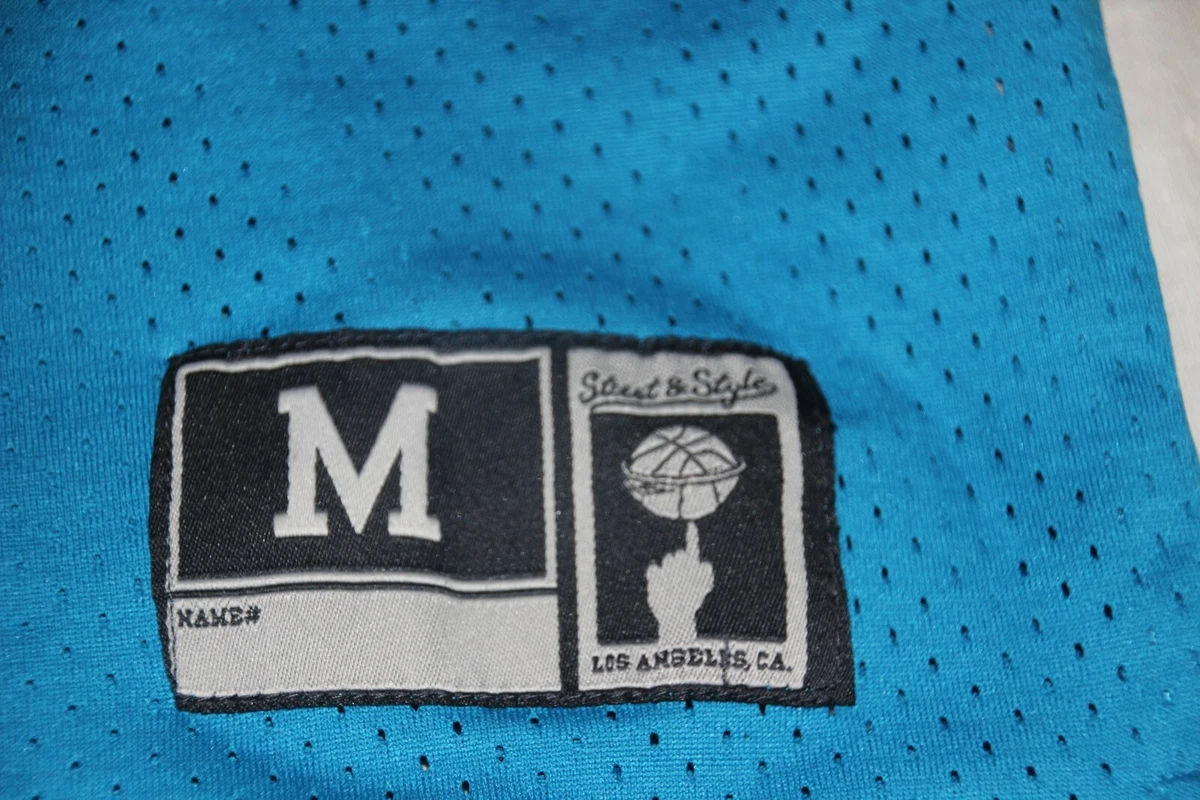 M
NAME#
Street & Style
LOS ANGELES, CA.